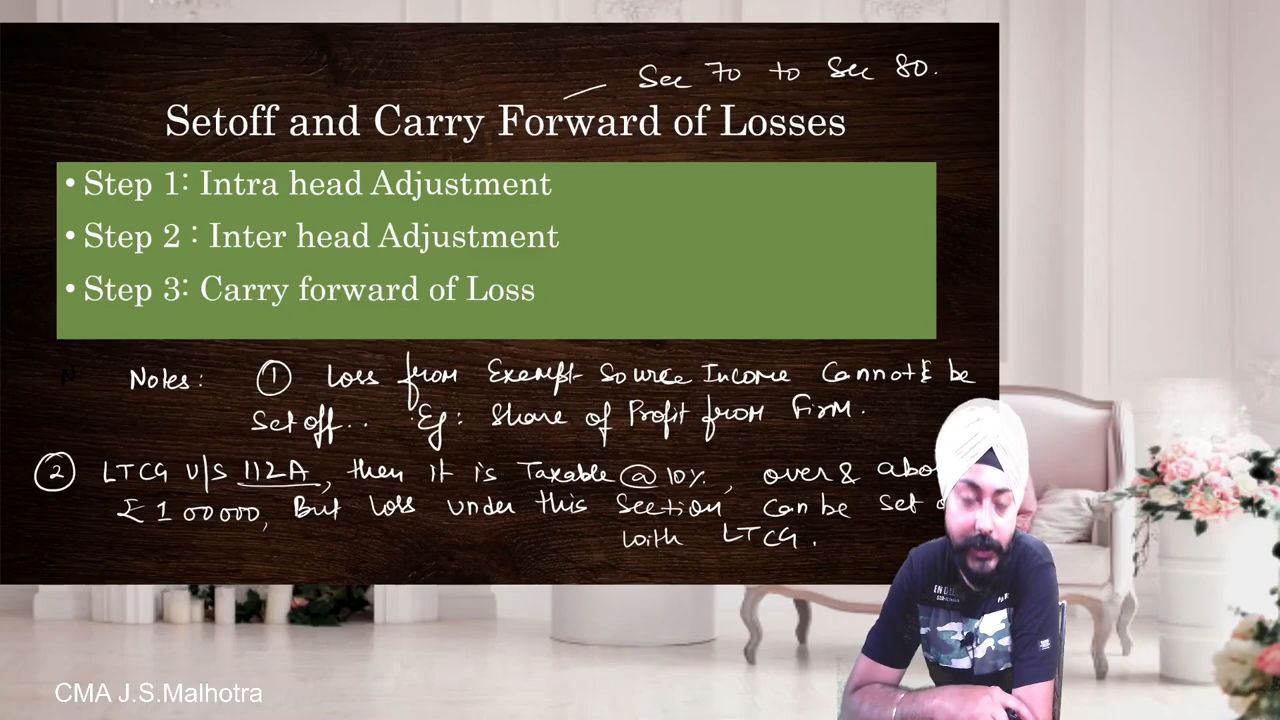 Sec 70 to Sec 80.
Setoff and Carry Forward of Losses
• Step 1: Intra head Adjustment
• Step 2 : Inter head Adjustment
• Step 3: Carry forward of Loss
Notes: ① Loss from Exempt Source Income Cannot be
Set off.. Eg: Share of Profit from Firm.
② LTCG U/S 112A, then it is Taxable @ 10%, over &
₹ 1 00000, But loss under this Section can be set
with LTCG.
CMA J.S.Malhotra